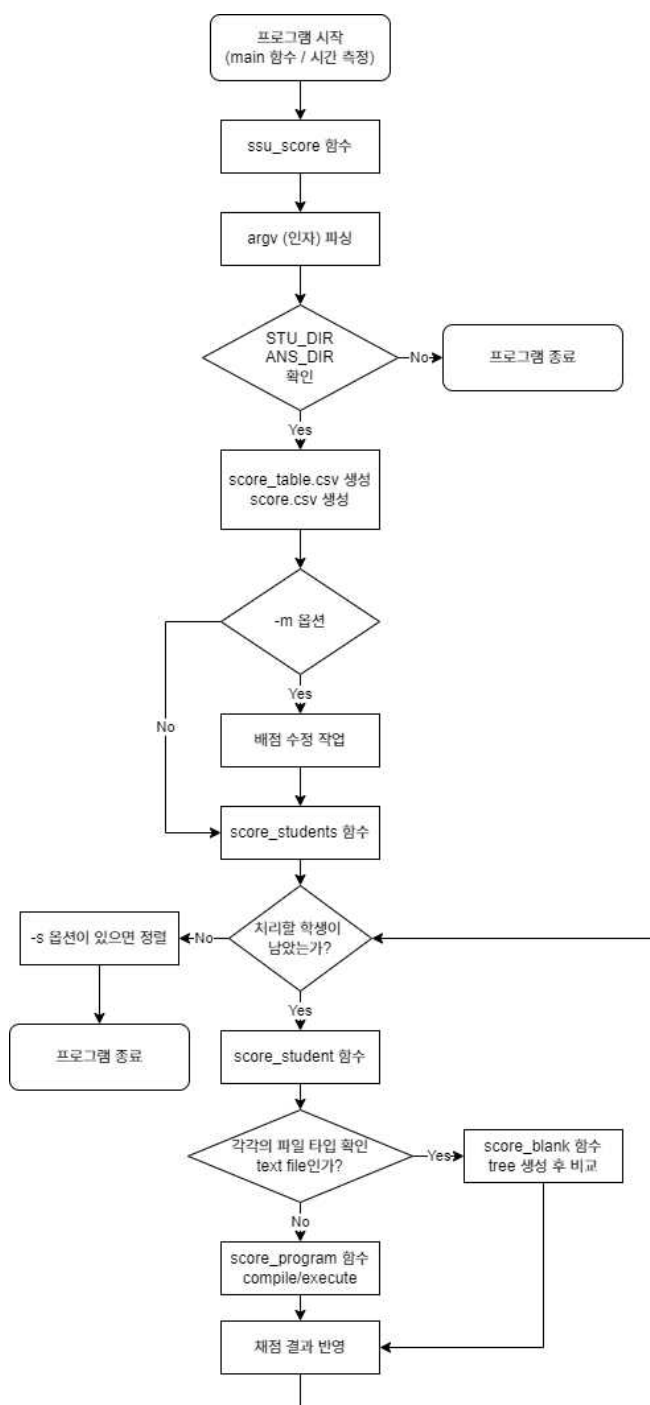 프로그램 시작
(main 함수 / 시간 측정)
ssu_score 함수
argv (인자) 파싱
STU_DIR
ANS_DIR
확인
No
프로그램 종료
Yes
score_table.csv 생성
score.csv 생성
-m 옵션
Yes
No
배점 수정 작업
score_students 함수
처리할 학생이
남았는가?
No
-s 옵션이 있으면 정렬
프로그램 종료
Yes
score_student 함수
각각의 파일 타입 확인
text file인가?
Yes
score_blank 함수
tree 생성 후 비교
No
score_program 함수
compile/execute
채점 결과 반영